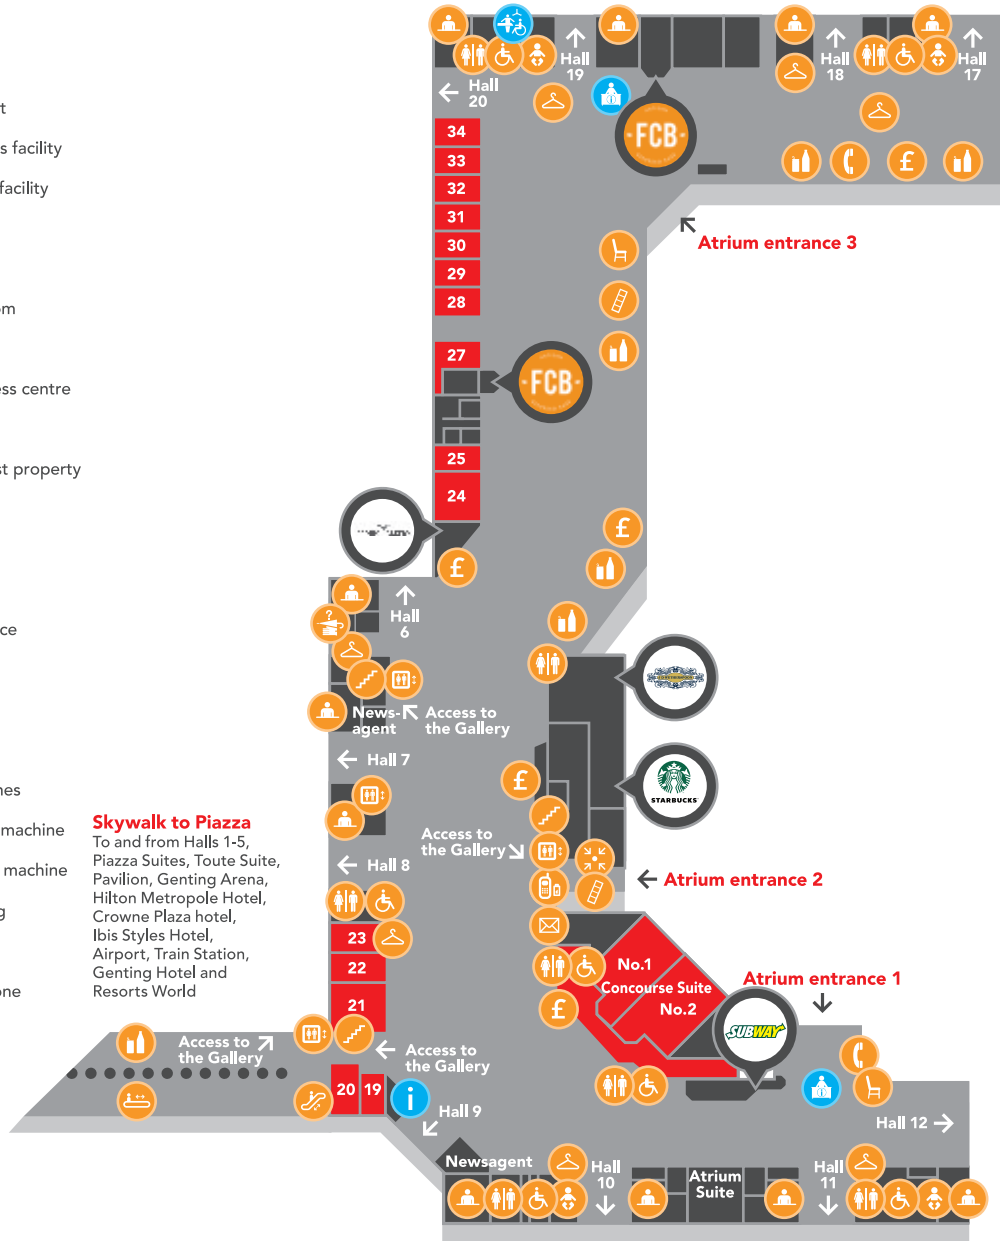 t
s facility
facility
om
ess centre
st property
ce
nes
machine
machine
g
one
Hall
20
Hall
19
Hall
18
Hall
17
FCB
34
33
32
31
30
29
28
Atrium entrance 3
27
FCB
25
24
£
£
£
Hall
6
News-
agent
Access to
the Gallery
Hall 7
STARBUCKS
£
Access to
the Gallery
Hall 8
Atrium entrance 2
Skywalk to Piazza
To and from Halls 1-5,
Piazza Suites, Toute Suite,
Pavilion, Genting Arena,
Hilton Metropole Hotel,
Crowne Plaza hotel,
Ibis Styles Hotel,
Airport, Train Station,
Genting Hotel and
Resorts World
23
22
21
No.1
Concourse Suite
No.2
£
Atrium entrance 1
SUBWAY
Access to
the Gallery
Access to
the Gallery
20
19
i
Hall 9
Hall 12
Newsagent
Hall
10
Atrium
Suite
Hall
11